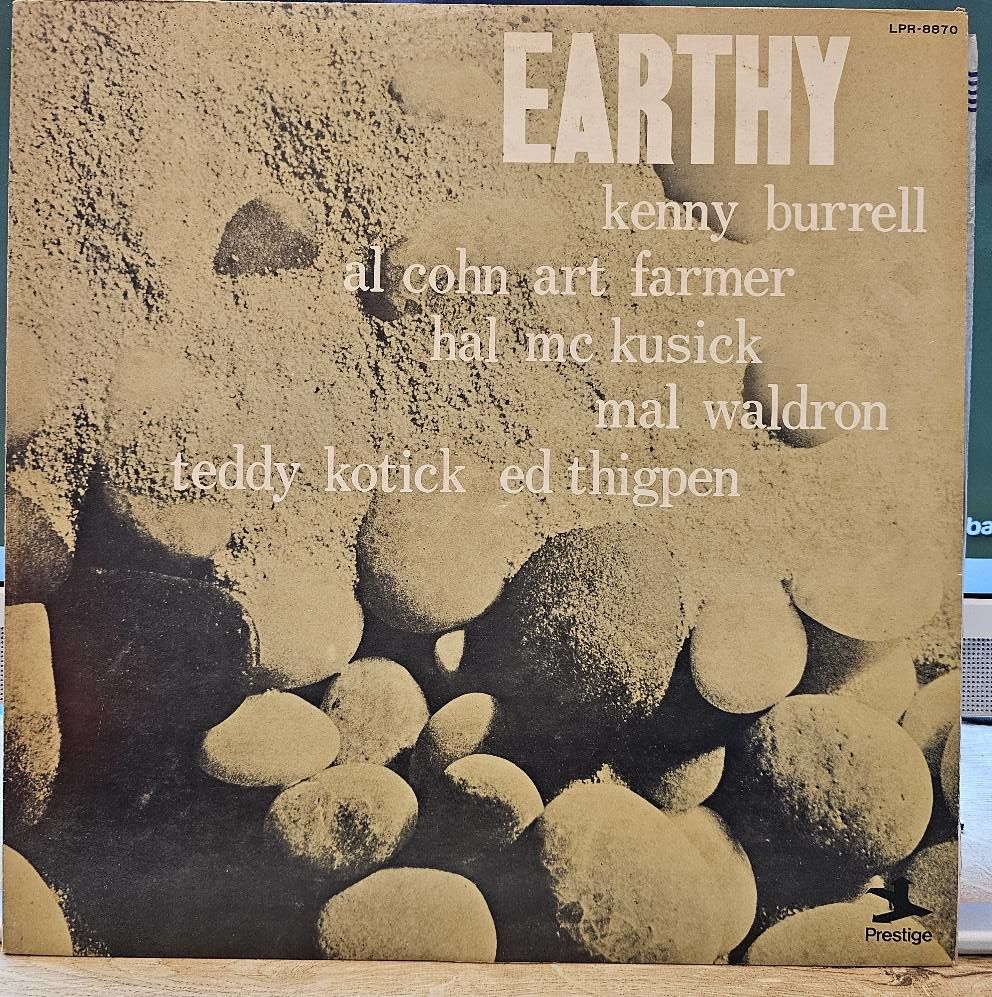 LPR-8870
EARTHY
kenny burrell
al cohn art farmer
hal mc kusick
mal waldron
teddy kotick ed thigpen
ba
Prestige